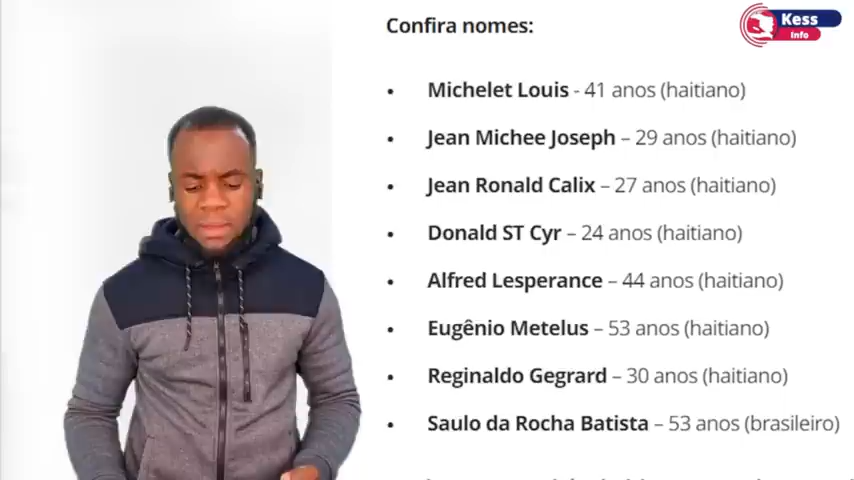 Confira nomes:
Kess
Info
• Michelet Louis - 41 anos (haitiano)
• Jean Michee Joseph – 29 anos (haitiano)
• Jean Ronald Calix – 27 anos (haitiano)
• Donald ST Cyr – 24 anos (haitiano)
• Alfred Lesperance – 44 anos (haitiano)
• Eugênio Metelus – 53 anos (haitiano)
• Reginaldo Gegrard – 30 anos (haitiano)
• Saulo da Rocha Batista – 53 anos (brasileiro)